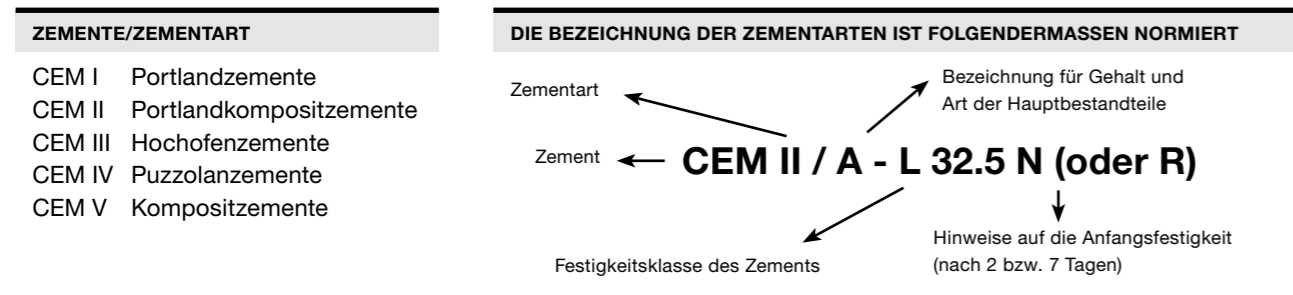 ZEMENTE/ZEMENTART
CEM I Portlandzemente
CEM II Portlandkompositzemente
CEM III Hochofenzemente
CEM IV Puzzolanzemente
CEM V Kompositzemente
DIE BEZEICHNUNG DER ZEMENTARTEN IST FOLGENDERMASSEN NORMIERT
Zementart
Bezeichnung für Gehalt und
Art der Hauptbestandteile
Zement
CEM II / A - L 32.5 N (oder R)
Festigkeitsklasse des Zements
Hinweise auf die Anfangsfestigkeit
(nach 2 bzw. 7 Tagen)